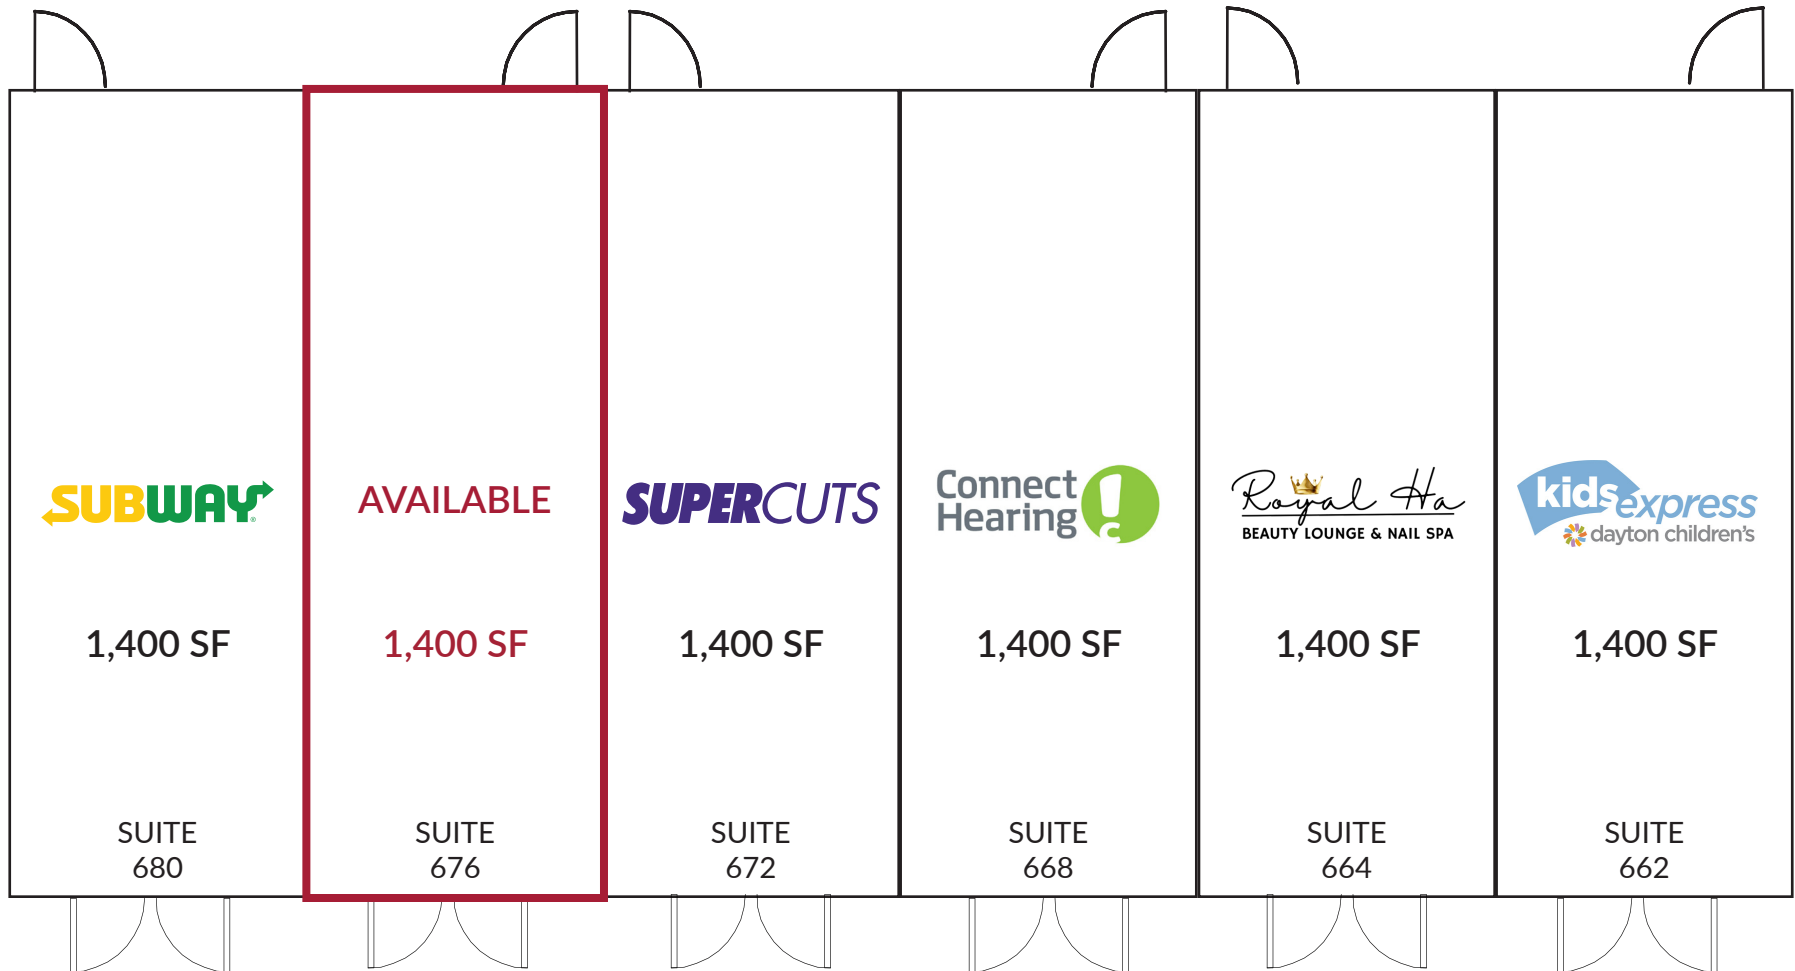 SUBWAY®
1,400 SF
SUITE
680
AVAILABLE
1,400 SF
SUITE
676
SUPERCUTS
1,400 SF
SUITE
672
Connect
Hearing
1,400 SF
SUITE
668
Royal Ha
BEAUTY LOUNGE & NAIL SPA
1,400 SF
SUITE
664
kids express
dayton children's
1,400 SF
SUITE
662